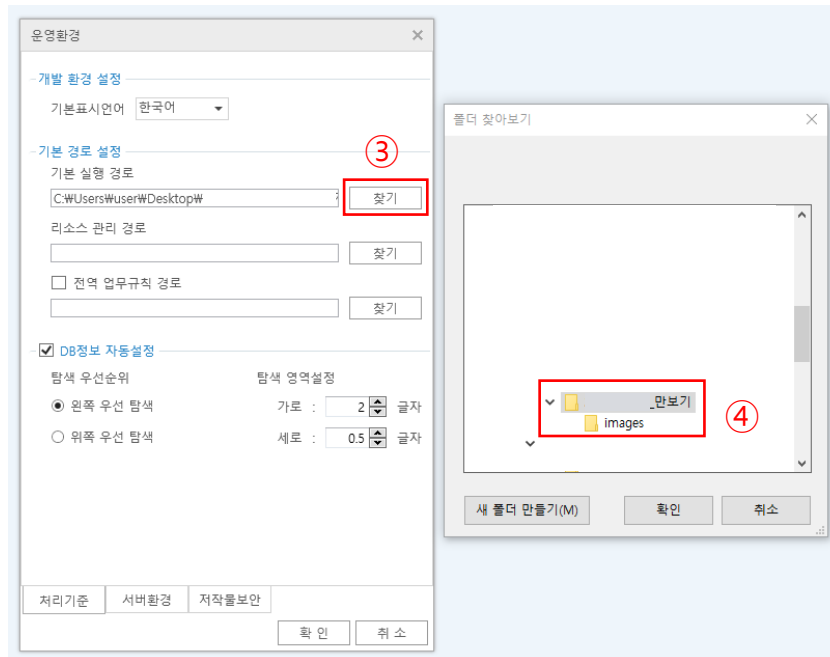 운영환경
개발 환경 설정
기본표시언어 한국어
기본 경로 설정
③
기본 실행 경로
C:₩Users₩user₩Desktop₩
찾기
리소스 관리 경로
찾기
전역 업무규칙 경로
찾기
DB정보 자동설정
탐색 우선순위 탐색 영역설정
왼쪽 우선 탐색 가로 : 2 글자
위쪽 우선 탐색 세로 : 0.5 글자
처리기준 서버환경 저작물보안
확 인 취 소
폴더 찾아보기
_만보기
images
④
새 폴더 만들기(M) 확인 취소